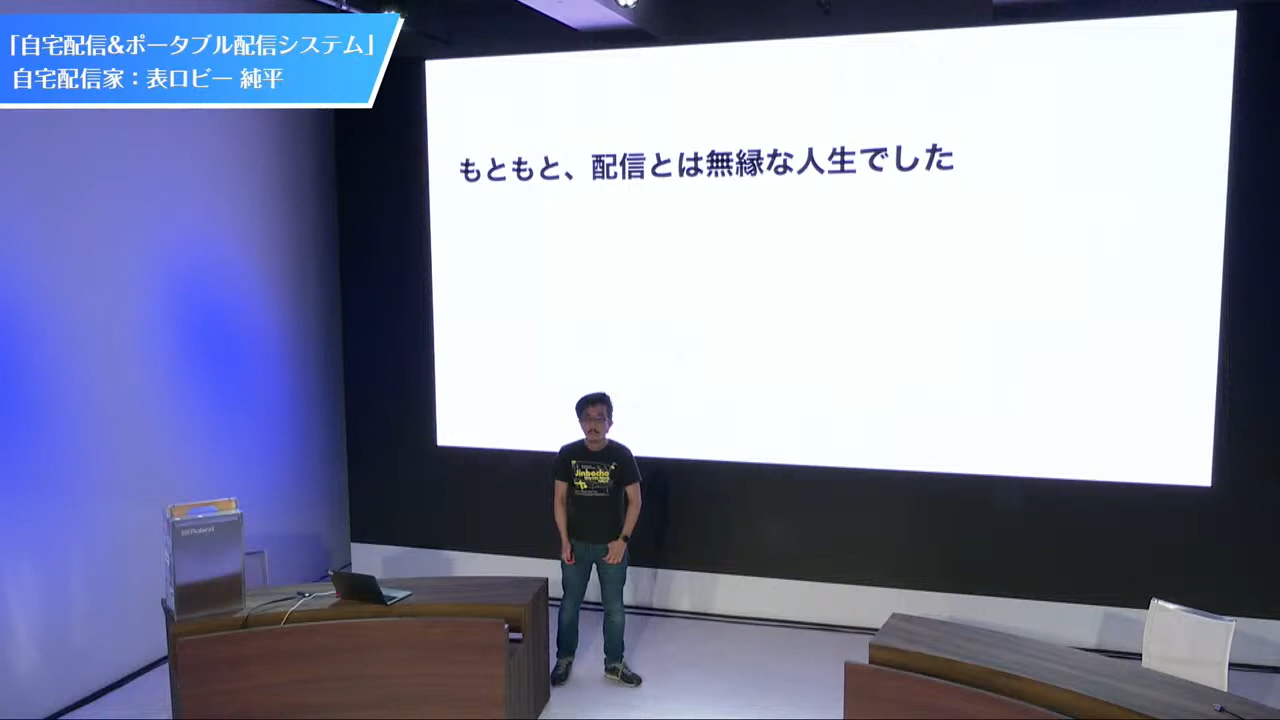 「自宅配信&ポータブル配信システム」
自宅配信家：表ロビー 純平
もともと、配信とは無縁な人生でした
Roland
Jinbocho